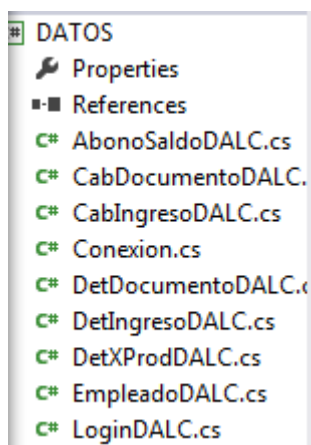 DATOS
Properties
References
C# AbonoSaldoDALC.cs
C# CabDocumentoDALC.
C# CabIngresoDALC.cs
C# Conexion.cs
C# DetDocumentoDALC.
C# DetIngresoDALC.cs
C# DetXProdDALC.cs
C# EmpleadoDALC.cs
C# LoginDALC.cs